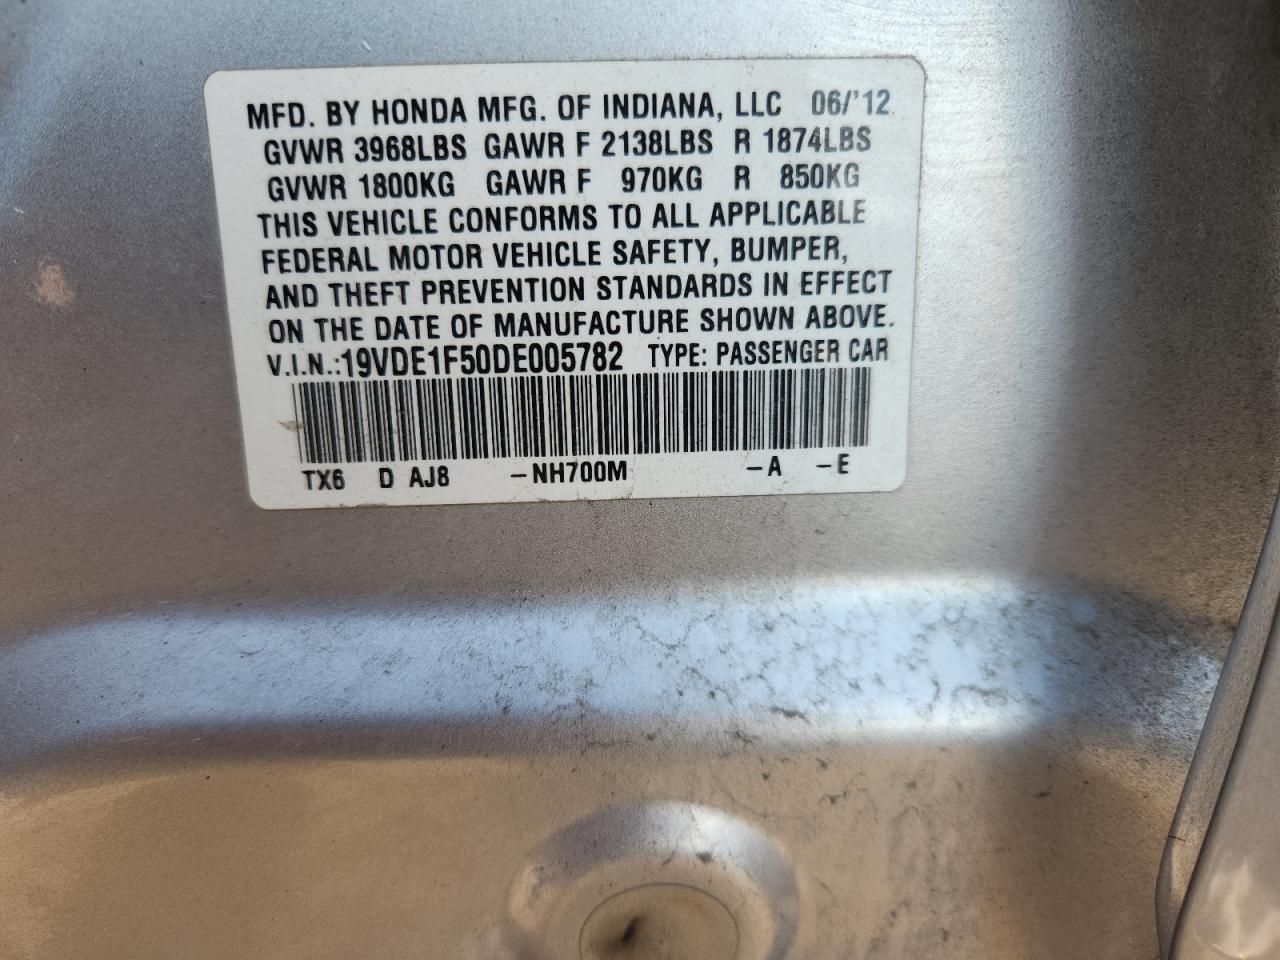 MFD. BY HONDA MFG. OF INDIANA, LLC 06/'12
GVWR 3968LBS GAWR F 2138LBS R 1874LBS
GVWR 1800KG GAWR F 970KG R 850KG
THIS VEHICLE CONFORMS TO ALL APPLICABLE
FEDERAL MOTOR VEHICLE SAFETY, BUMPER,
AND THEFT PREVENTION STANDARDS IN EFFECT
ON THE DATE OF MANUFACTURE SHOWN ABOVE.
V.I.N.:19VDE1F50DE005782 TYPE: PASSENGER CAR
TX6 D AJ8 -NH700M -A -E